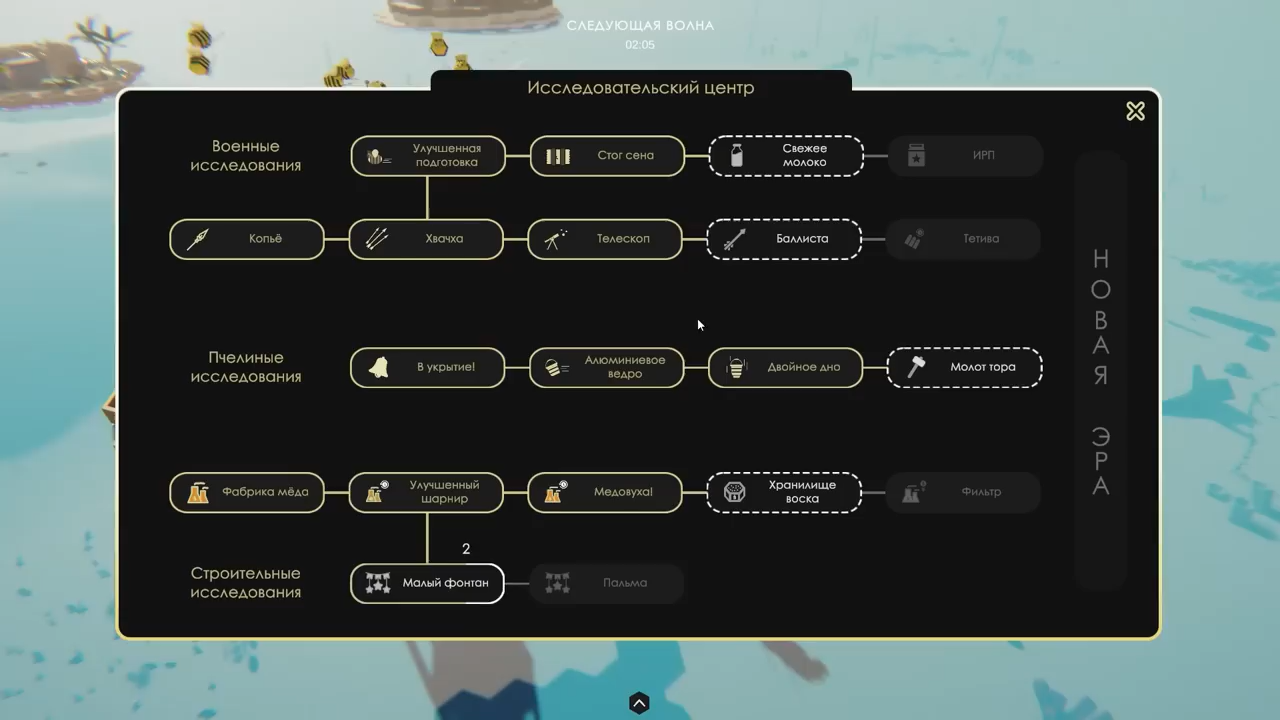 СЛЕДУЮЩАЯ ВОЛНА
02:05
Исследовательский центр
Военные
исследования
Улучшенная
подготовка
Стог сена
Свежее
молоко
ИРП
Копьё
Хвачха
Телескоп
Баллиста
Тетива
Пчелиные
исследования
В укрытие!
Алюминиевое
ведро
Двойное дно
Молот тора
Фабрика мёда
Улучшенный
шарнир
Медовуха!
Хранилище
воска
Фильтр
2
Строительные
исследования
Малый фонтан
Пальма
НОВАЯ ЭРА